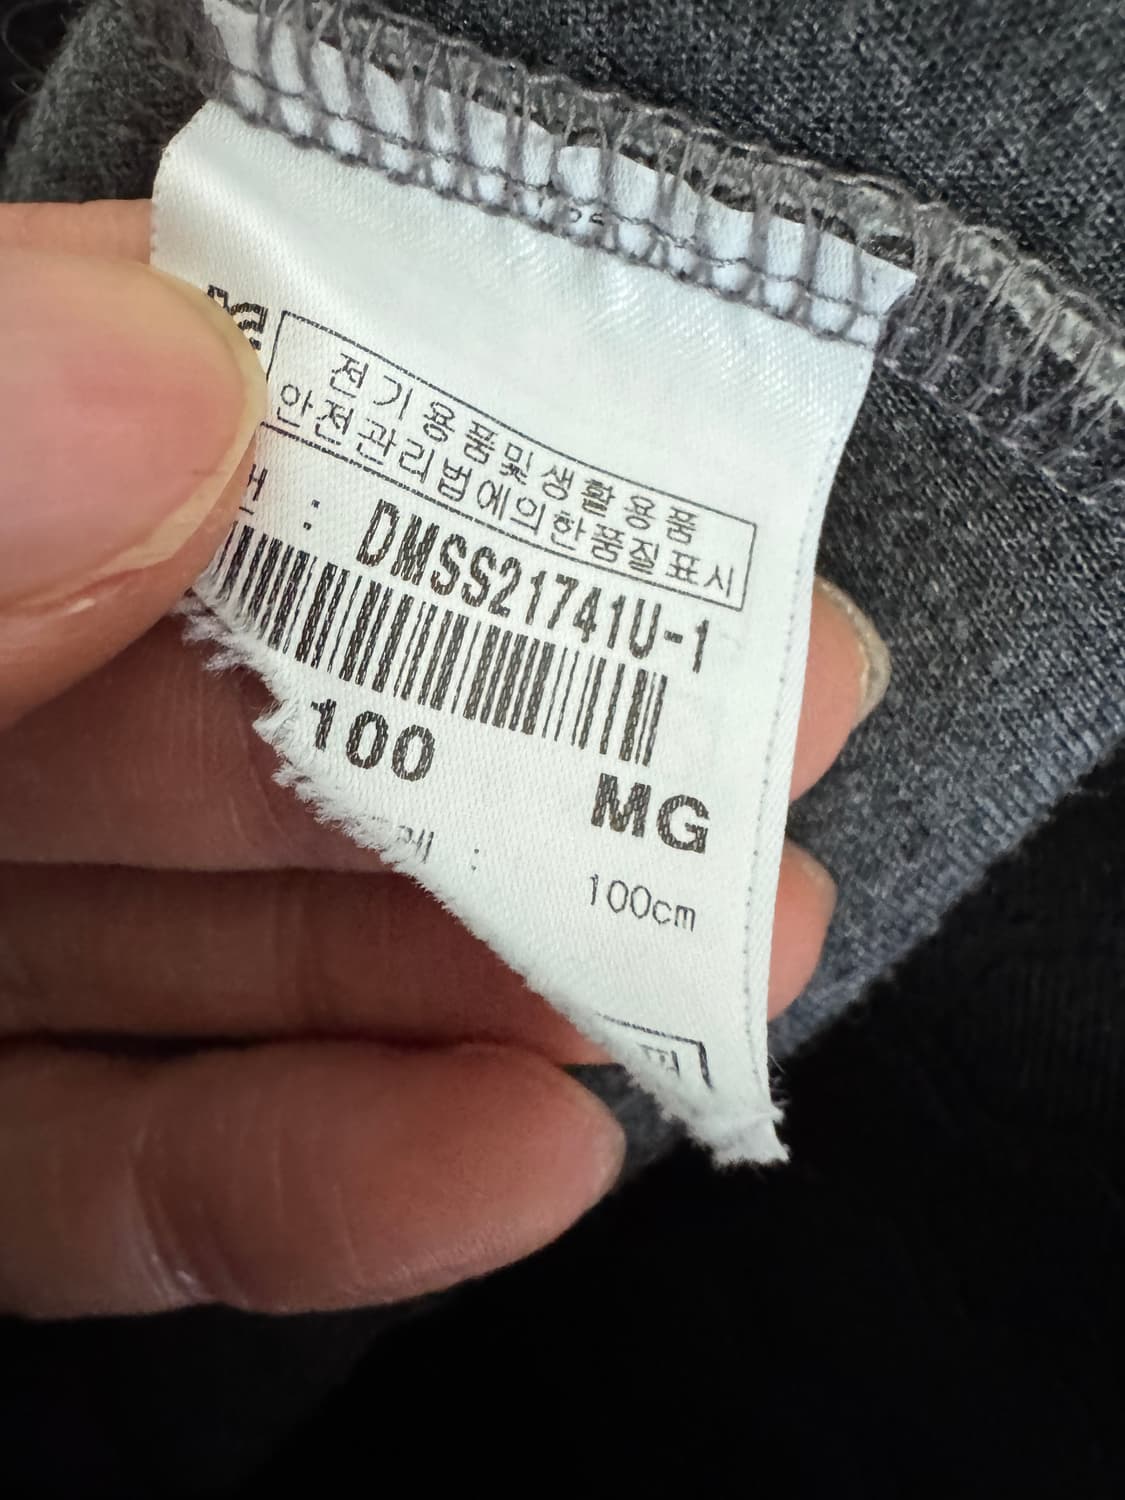 전기용품및생활용품
안전관리법에의한품질표시
: DMSS21741U-1
100 MG
: 100cm